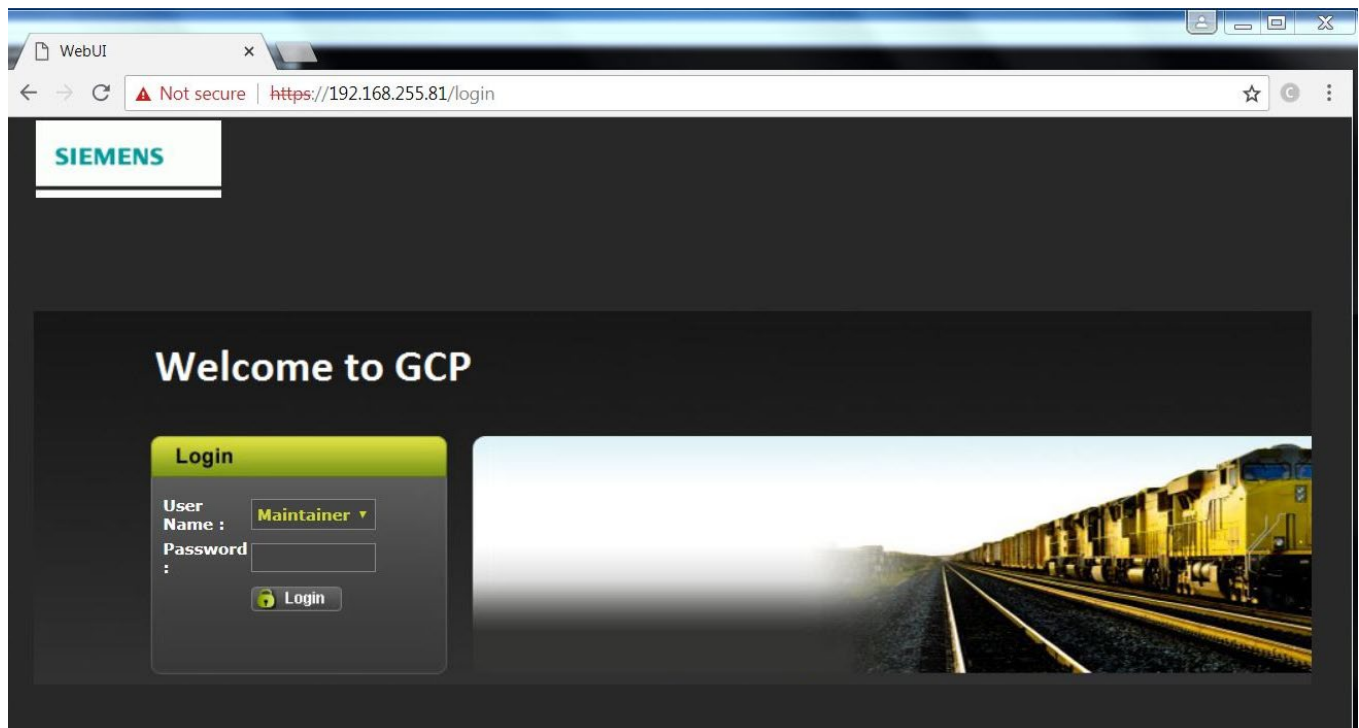 WebUI
Not secure | https://192.168.255.81/login
SIEMENS
Welcome to GCP
Login
User
Name :
Maintainer
Password
:
Login